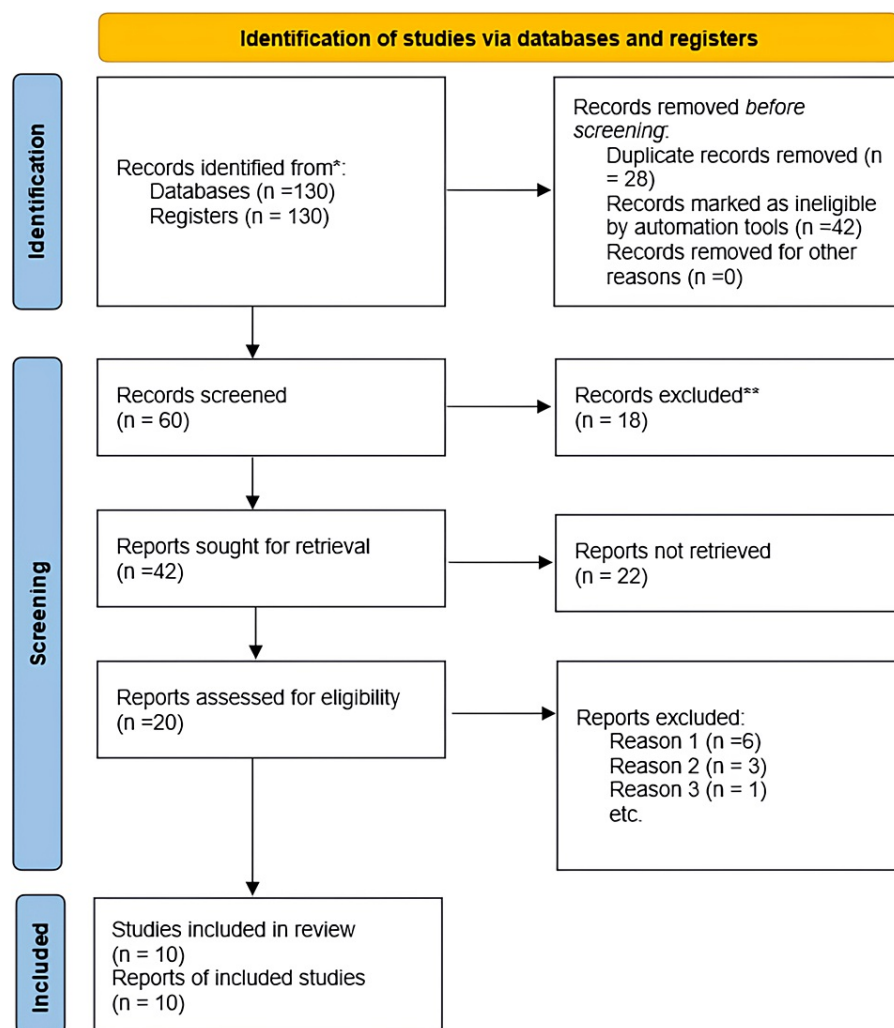 Identification of studies via databases and registers
Identification
Records identified from*:
Databases (n =130)
Registers (n = 130)
Records removed before
screening:
Duplicate records removed (n
= 28)
Records marked as ineligible
by automation tools (n =42)
Records removed for other
reasons (n =0)
Screening
Records screened
(n = 60)
Records excluded**
(n = 18)
Reports sought for retrieval
(n =42)
Reports not retrieved
(n = 22)
Reports assessed for eligibility
(n =20)
Reports excluded:
Reason 1 (n =6)
Reason 2 (n = 3)
Reason 3 (n = 1)
etc.
Included
Studies included in review
(n = 10)
Reports of included studies
(n = 10)